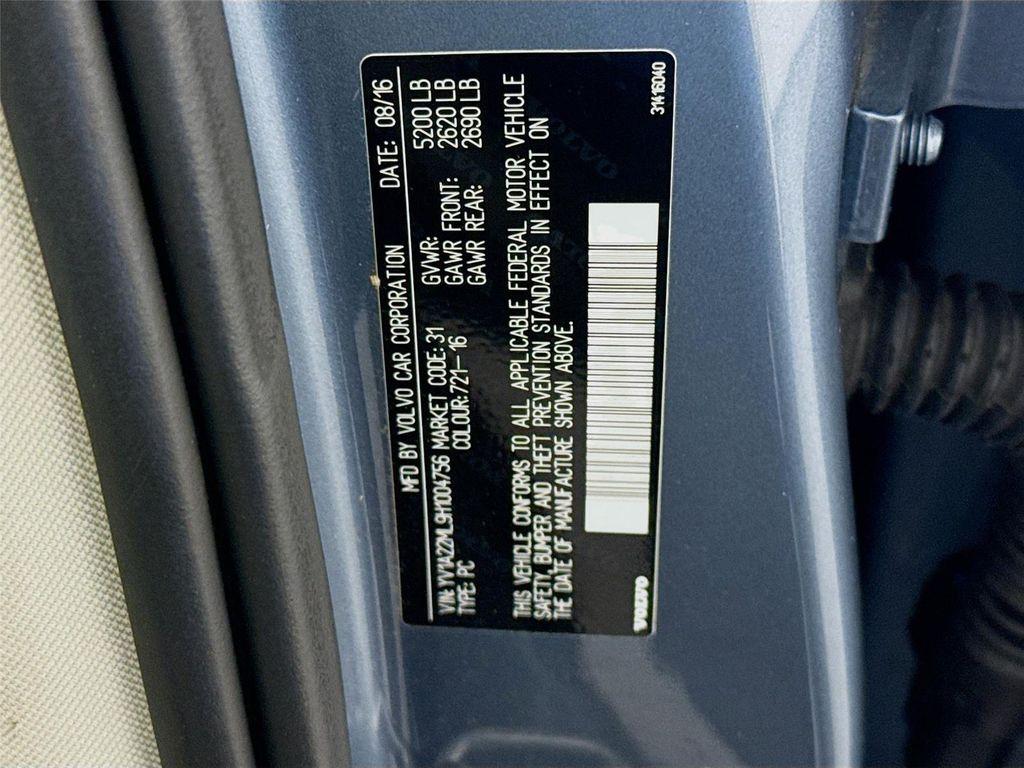 MFD BY VOLVO CAR CORPORATION DATE: 08/16
VIN: YV1A22ML9H1004756 MARKET CODE: 31 GVWR: 5200 LB
TYPE: PC COLOUR: 721-16 GAWR FRONT: 2620 LB
GAWR REAR: 2690 LB
THIS VEHICLE CONFORMS TO ALL APPLICABLE FEDERAL MOTOR VEHICLE
SAFETY, BUMPER AND THEFT PREVENTION STANDARDS IN EFFECT ON
THE DATE OF MANUFACTURE SHOWN ABOVE.
VOLVO 31416040